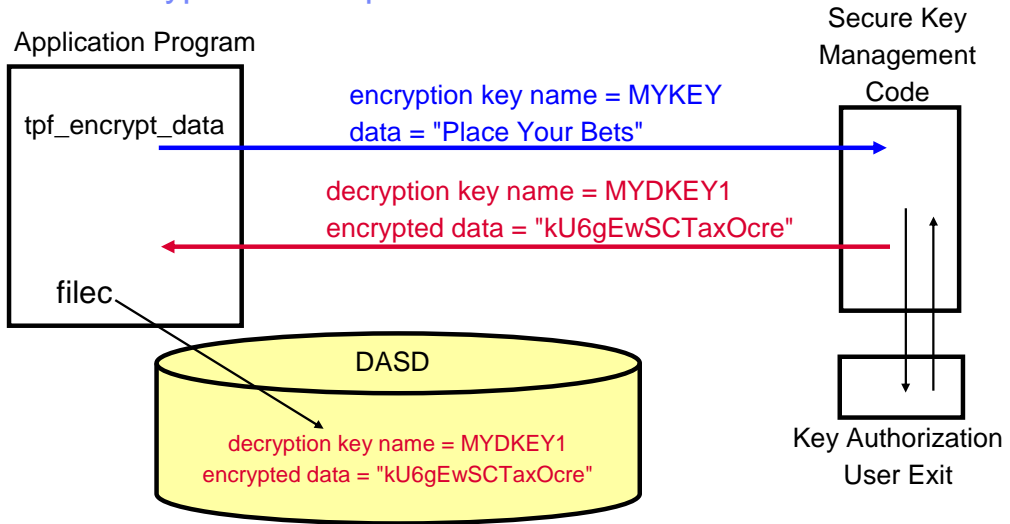 Application Program
Secure Key
Management
Code
tpf_encrypt_data
encryption key name = MYKEY
data = "Place Your Bets"
decryption key name = MYDKEY1
encrypted data = "kU6gEwSCTaxOcre"
filec
DASD
decryption key name = MYDKEY1
encrypted data = "kU6gEwSCTaxOcre"
Key Authorization
User Exit